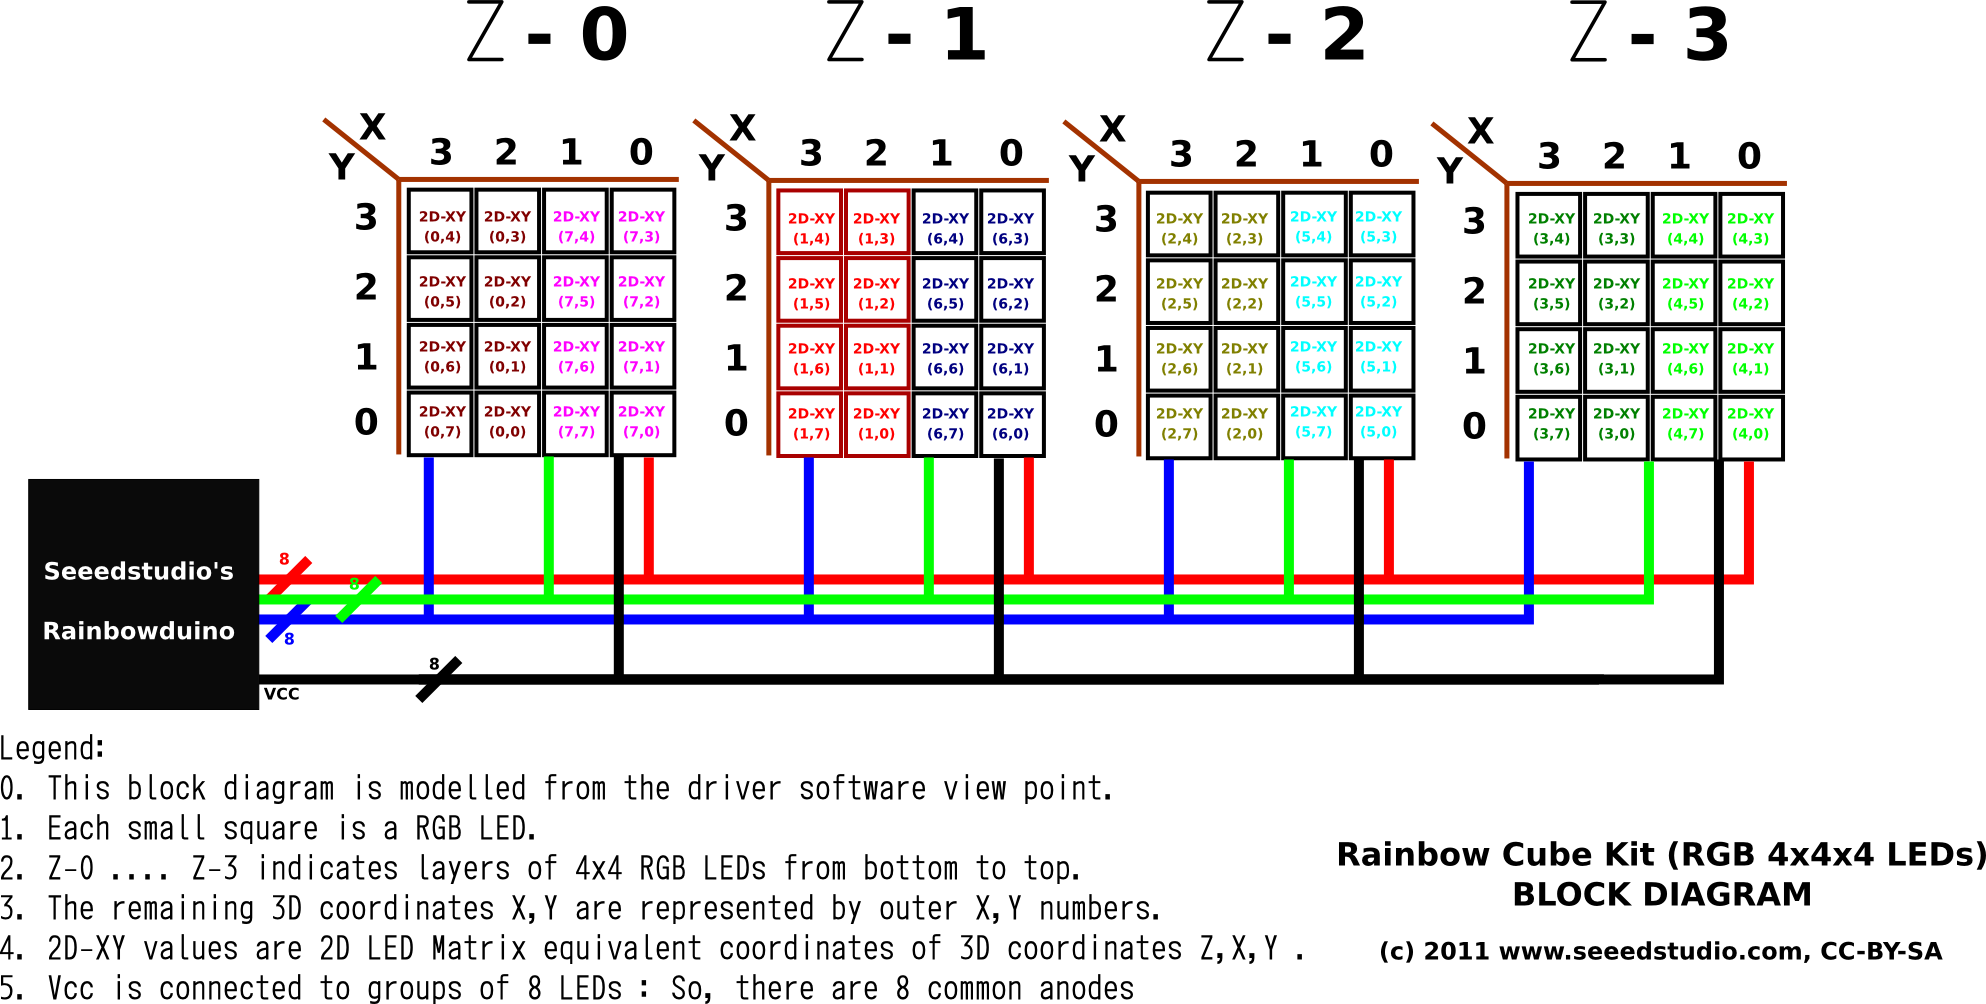 Z - 0 Z - 1 Z - 2 Z - 3
X X X X
Y 3 2 1 0 Y 3 2 1 0 Y 3 2 1 0 Y 3 2 1 0
3 2D-XY 2D-XY 2D-XY 2D-XY 3 2D-XY 2D-XY 2D-XY 2D-XY 3 2D-XY 2D-XY 2D-XY 2D-XY 3 2D-XY 2D-XY 2D-XY 2D-XY
(0,4) (0,3) (7,4) (7,3) (1,4) (1,3) (6,4) (6,3) (2,4) (2,3) (5,4) (5,3) (3,4) (3,3) (4,4) (4,3)
2 2D-XY 2D-XY 2D-XY 2D-XY 2 2D-XY 2D-XY 2D-XY 2D-XY 2 2D-XY 2D-XY 2D-XY 2D-XY 2 2D-XY 2D-XY 2D-XY 2D-XY
(0,5) (0,2) (7,5) (7,2) (1,5) (1,2) (6,5) (6,2) (2,5) (2,2) (5,5) (5,2) (3,5) (3,2) (4,5) (4,2)
1 2D-XY 2D-XY 2D-XY 2D-XY 1 2D-XY 2D-XY 2D-XY 2D-XY 1 2D-XY 2D-XY 2D-XY 2D-XY 1 2D-XY 2D-XY 2D-XY 2D-XY
(0,6) (0,1) (7,6) (7,1) (1,6) (1,1) (6,6) (6,1) (2,6) (2,1) (5,6) (5,1) (3,6) (3,1) (4,6) (4,1)
0 2D-XY 2D-XY 2D-XY 2D-XY 0 2D-XY 2D-XY 2D-XY 2D-XY 0 2D-XY 2D-XY 2D-XY 2D-XY 0 2D-XY 2D-XY 2D-XY 2D-XY
(0,7) (0,0) (7,7) (7,0) (1,7) (1,0) (6,7) (6,0) (2,7) (2,0) (5,7) (5,0) (3,7) (3,0) (4,7) (4,0)
8
Seeedstudio's
8
Rainbowduino
8
8
VCC
Legend:
0. This block diagram is modelled from the driver software view point.
1. Each small square is a RGB LED.
2. Z-0 .... Z-3 indicates layers of 4x4 RGB LEDs from bottom to top.
3. The remaining 3D coordinates X,Y are represented by outer X,Y numbers.
4. 2D-XY values are 2D LED Matrix equivalent coordinates of 3D coordinates Z,X,Y .
5. Vcc is connected to groups of 8 LEDs : So, there are 8 common anodes
Rainbow Cube Kit (RGB 4x4x4 LEDs)
BLOCK DIAGRAM
(c) 2011 www.seeedstudio.com, CC-BY-SA